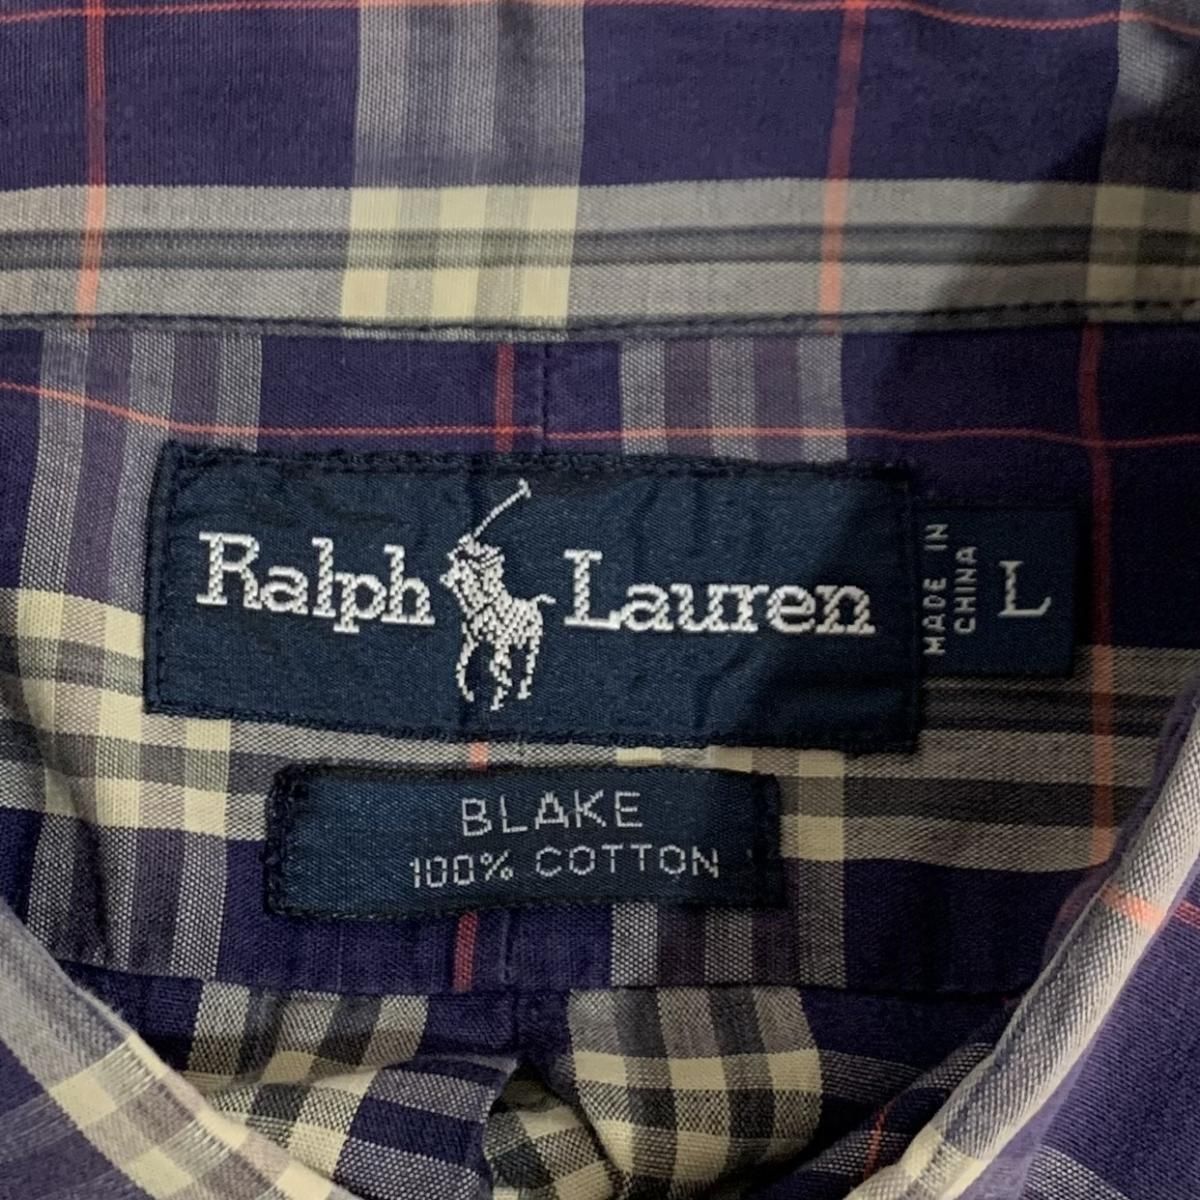 Ralph Lauren
MADE IN
CHINA
L
BLAKE
100% COTTON